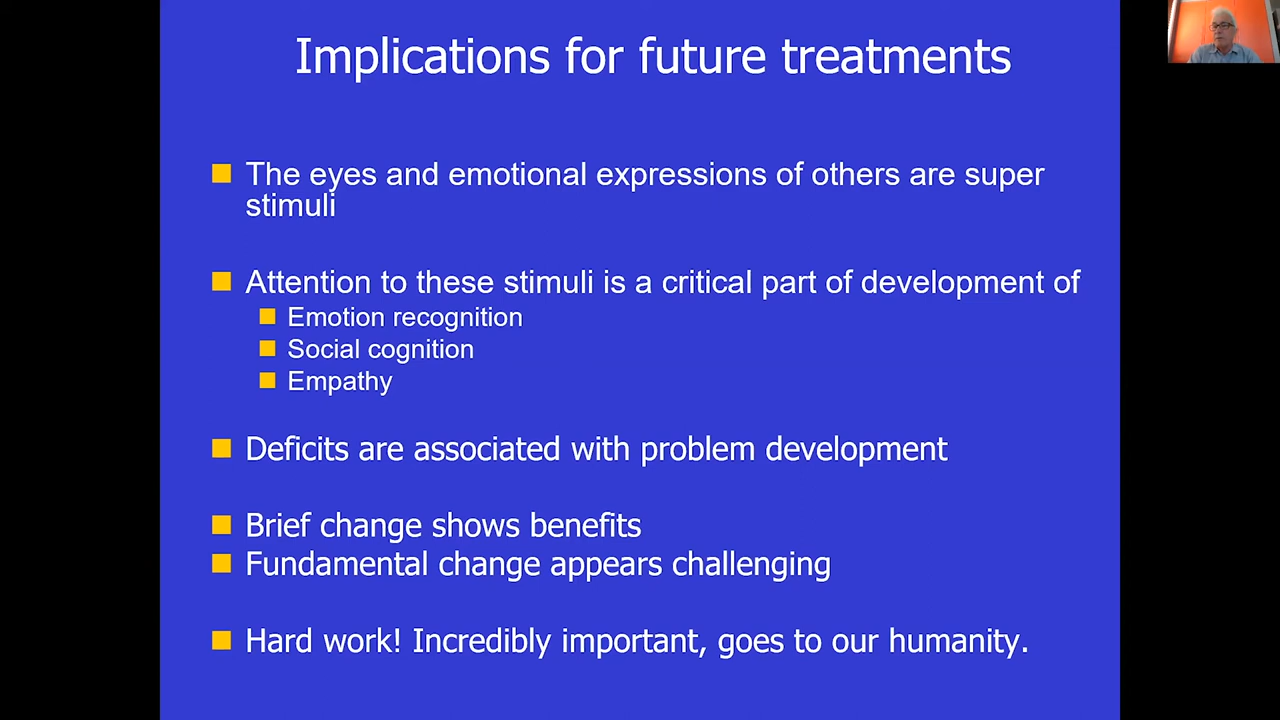 Implications for future treatments
The eyes and emotional expressions of others are super
stimuli
Attention to these stimuli is a critical part of development of
Emotion recognition
Social cognition
Empathy
Deficits are associated with problem development
Brief change shows benefits
Fundamental change appears challenging
Hard work! Incredibly important, goes to our humanity.